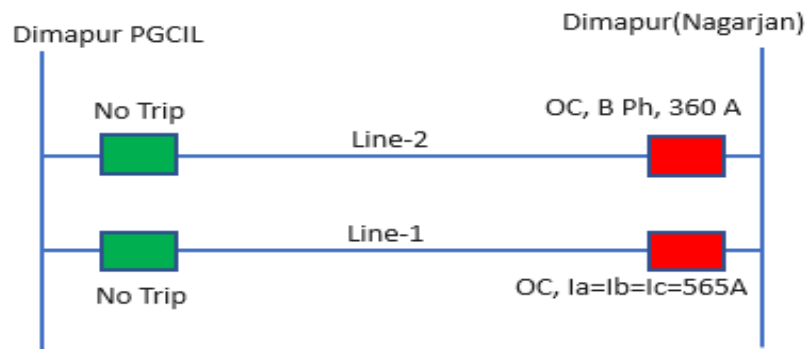 Dimapur PGCIL
Dimapur(Nagarjan)
No Trip
OC, B Ph, 360 A
Line-2
Line-1
No Trip
OC, Ia=Ib=Ic=565A